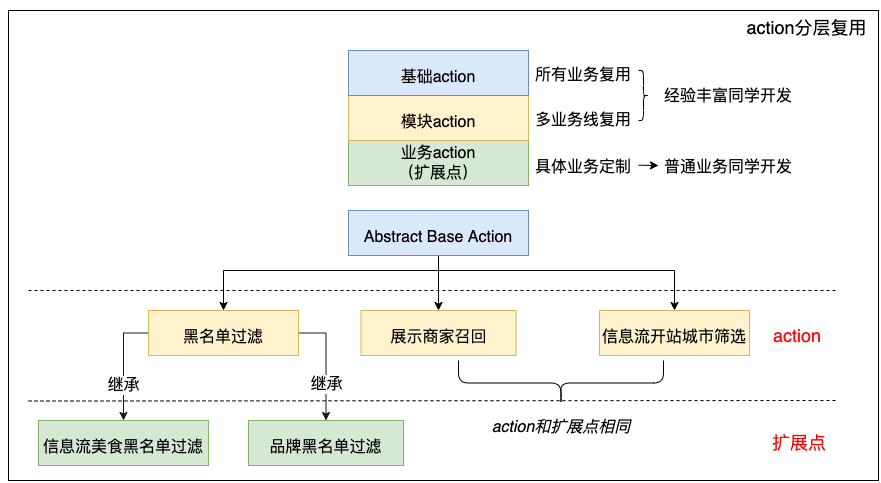 action分层复用
基础action
所有业务复用
经验丰富同学开发
模块action
多业务线复用
业务action
（扩展点）
具体业务定制
普通业务同学开发
Abstract Base Action
黑名单过滤
展示商家召回
信息流开站城市筛选
action
继承
继承
action和扩展点相同
信息流美食黑名单过滤
品牌黑名单过滤
扩展点